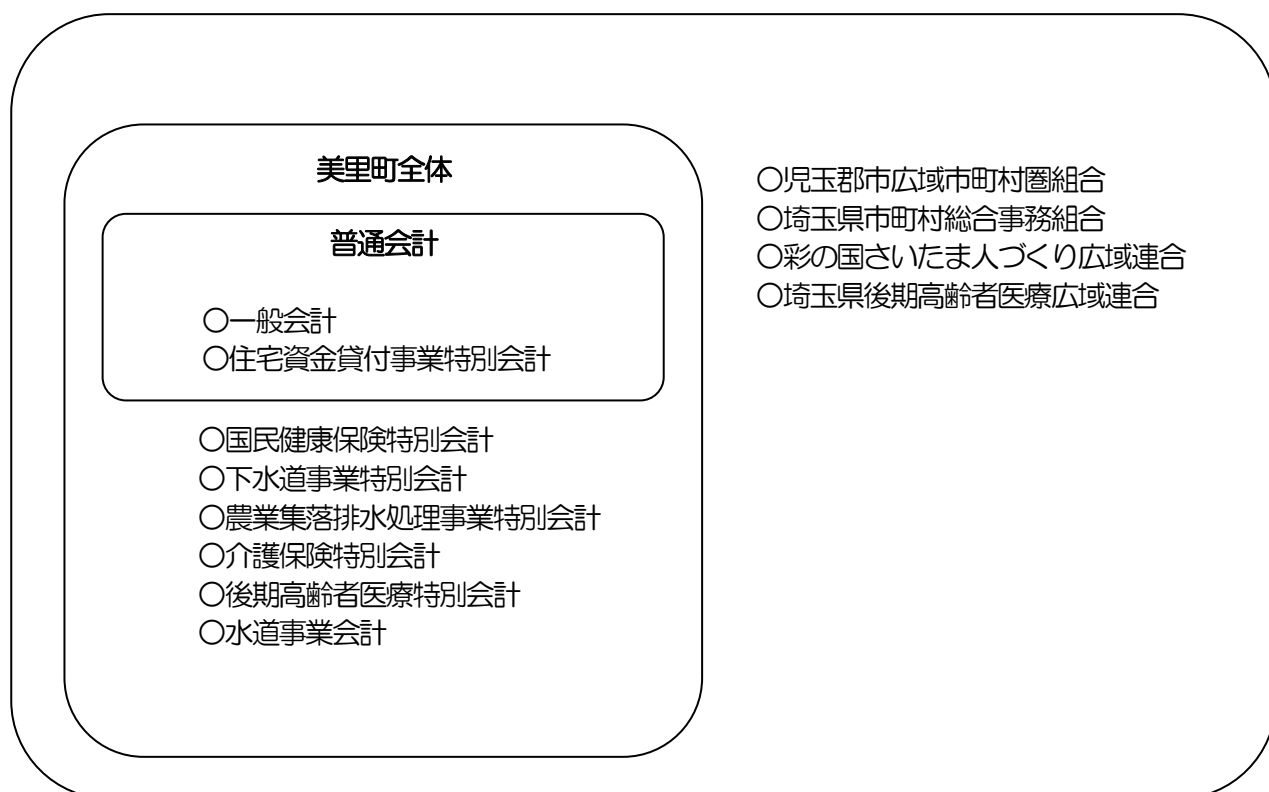 美里町全体
普通会計
○一般会計
○住宅資金貸付事業特別会計
○国民健康保険特別会計
○下水道事業特別会計
○農業集落排水処理事業特別会計
○介護保険特別会計
○後期高齢者医療特別会計
○水道事業会計
○児玉郡市広域市町村圏組合
○埼玉県市町村総合事務組合
○彩の国さいたま人づくり広域連合
○埼玉県後期高齢者医療広域連合